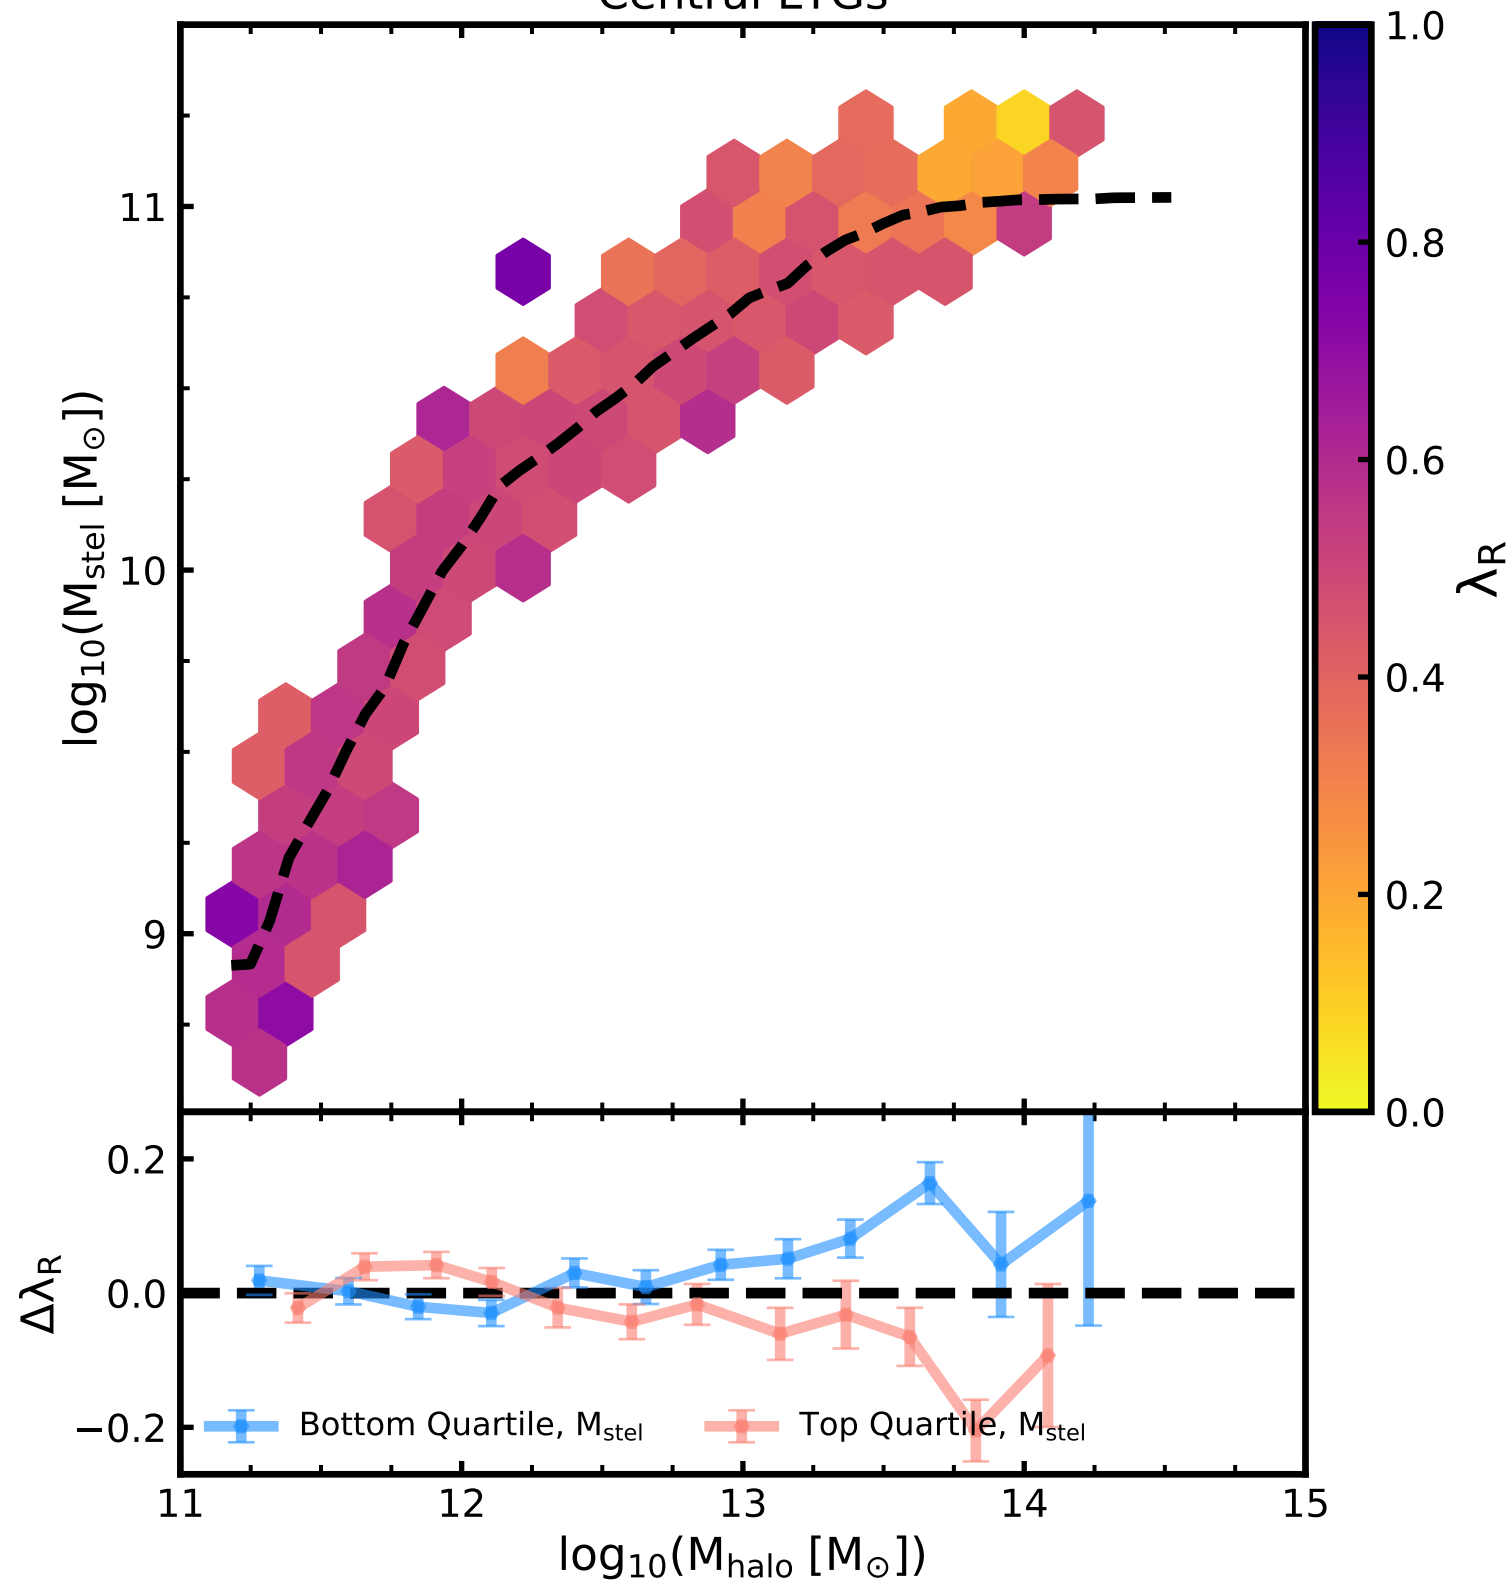 Central ETGs
1.0
0.8
0.6
0.4
0.2
0.0
λR
11
10
9
log10(Mstel [M⊙])
0.2
0.0
−0.2
ΔλR
Bottom Quartile, Mstel
Top Quartile, Mstel
11 12 13 14 15
log10(Mhalo [M⊙])